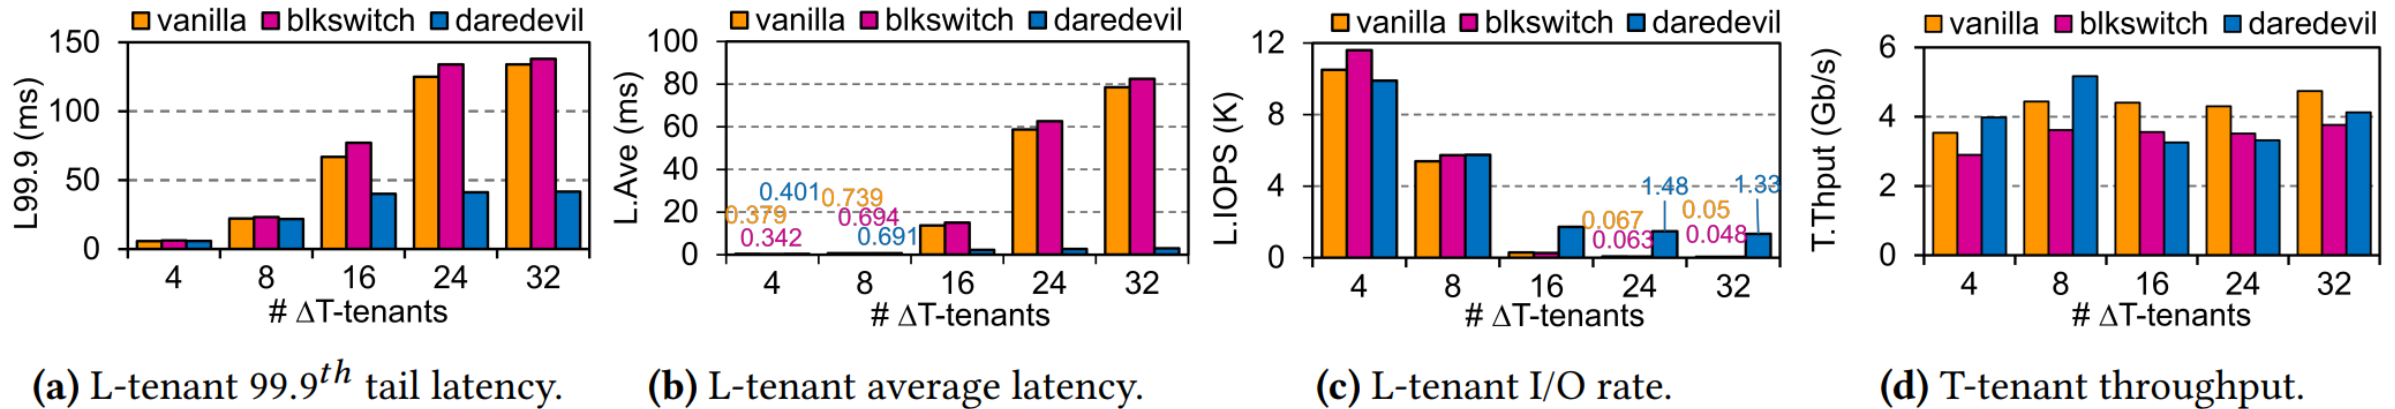 vanilla blkswitch daredevil
150
100
50
0
L99.9 (ms)
4 8 16 24 32
# ΔT-tenants
(a) L-tenant 99.9th tail latency.
vanilla blkswitch daredevil
100
80
60
40
20
0
L.Ave (ms)
0.401
0.379
0.342
0.739
0.694
0.691
4 8 16 24 32
# ΔT-tenants
(b) L-tenant average latency.
vanilla blkswitch daredevil
12
8
4
0
L.IOPS (K)
1.48
0.067
0.063
1.33
0.05
0.048
4 8 16 24 32
# ΔT-tenants
(c) L-tenant I/O rate.
vanilla blkswitch daredevil
6
4
2
0
T.Thput (Gb/s)
4 8 16 24 32
# ΔT-tenants
(d) T-tenant throughput.